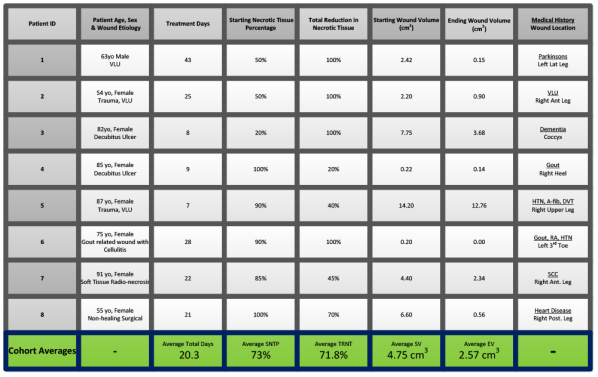 Patient ID
Patient Age, Sex & Wound Etiology
Treatment Days
Starting Necrotic Tissue Percentage
Total Reduction in Necrotic Tissue
Starting Wound Volume (cm³)
Ending Wound Volume (cm³)
Medical History Wound Location
1
63yo Male
VLU
43
50%
100%
2.42
0.15
Parkinsons
Left Lat Leg
2
54 yo, Female
Trauma, VLU
25
50%
100%
2.20
0.90
VLU
Right Ant Leg
3
82yo, Female
Decubitus Ulcer
8
20%
100%
7.75
3.68
Dementia
Coccyx
4
85 yo, Female
Decubitus Ulcer
9
100%
20%
0.22
0.14
Gout
Right Heel
5
87 yo, Female
Trauma, VLU
7
90%
40%
14.20
12.76
HTN, A-fib, DVT
Right Upper Leg
6
75 yo, Female
Gout related wound with
Cellulitis
28
90%
100%
0.20
0.00
Gout, RA, HTN
Left 3rd Toe
7
91 yo, Female
Soft Tissue Radio-necrosis
22
85%
45%
4.40
2.34
SCC
Right Ant. Leg
8
55 yo, Female
Non-healing Surgical
21
100%
70%
6.60
0.56
Heart Disease
Right Post. Leg
Cohort Averages
-
Average Total Days
20.3
Average SNTP
73%
Average TRNT
71.8%
Average SV
4.75 cm³
Average EV
2.57 cm³
-